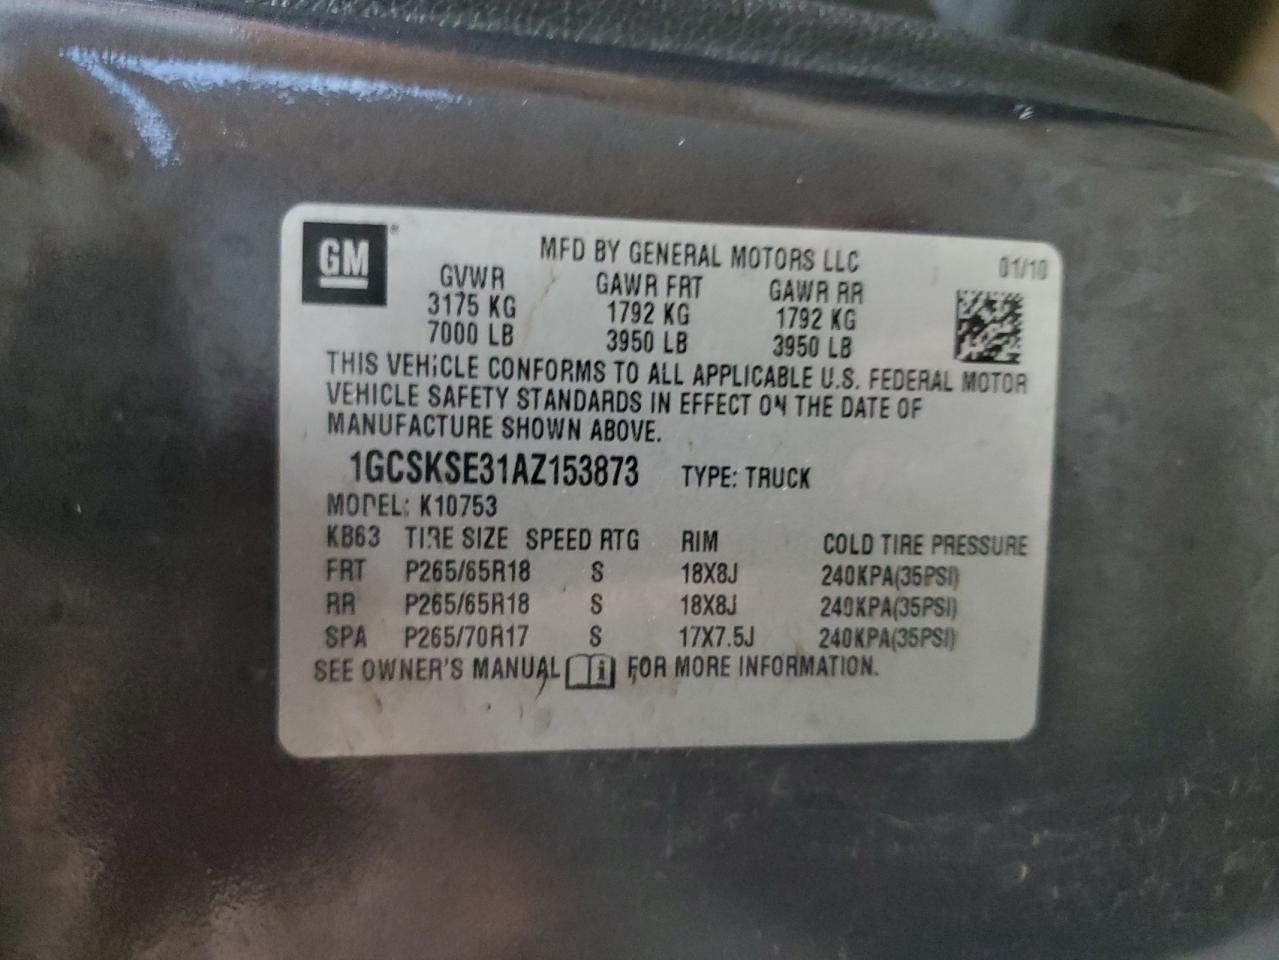 GM®
MFD BY GENERAL MOTORS LLC 01/10
GVWR GAWR FRT GAWR RR
3175 KG 1792 KG 1792 KG
7000 LB 3950 LB 3950 LB
THIS VEHICLE CONFORMS TO ALL APPLICABLE U.S. FEDERAL MOTOR
VEHICLE SAFETY STANDARDS IN EFFECT ON THE DATE OF
MANUFACTURE SHOWN ABOVE.
1GCSKSE31AZ153873 TYPE: TRUCK
MODEL: K10753
KB63 TIRE SIZE SPEED RTG RIM COLD TIRE PRESSURE
FRT P265/65R18 S 18X8J 240KPA(35PSI)
RR P265/65R18 S 18X8J 240KPA(35PSI)
SPA P265/70R17 S 17X7.5J 240KPA(35PSI)
SEE OWNER'S MANUAL FOR MORE INFORMATION.